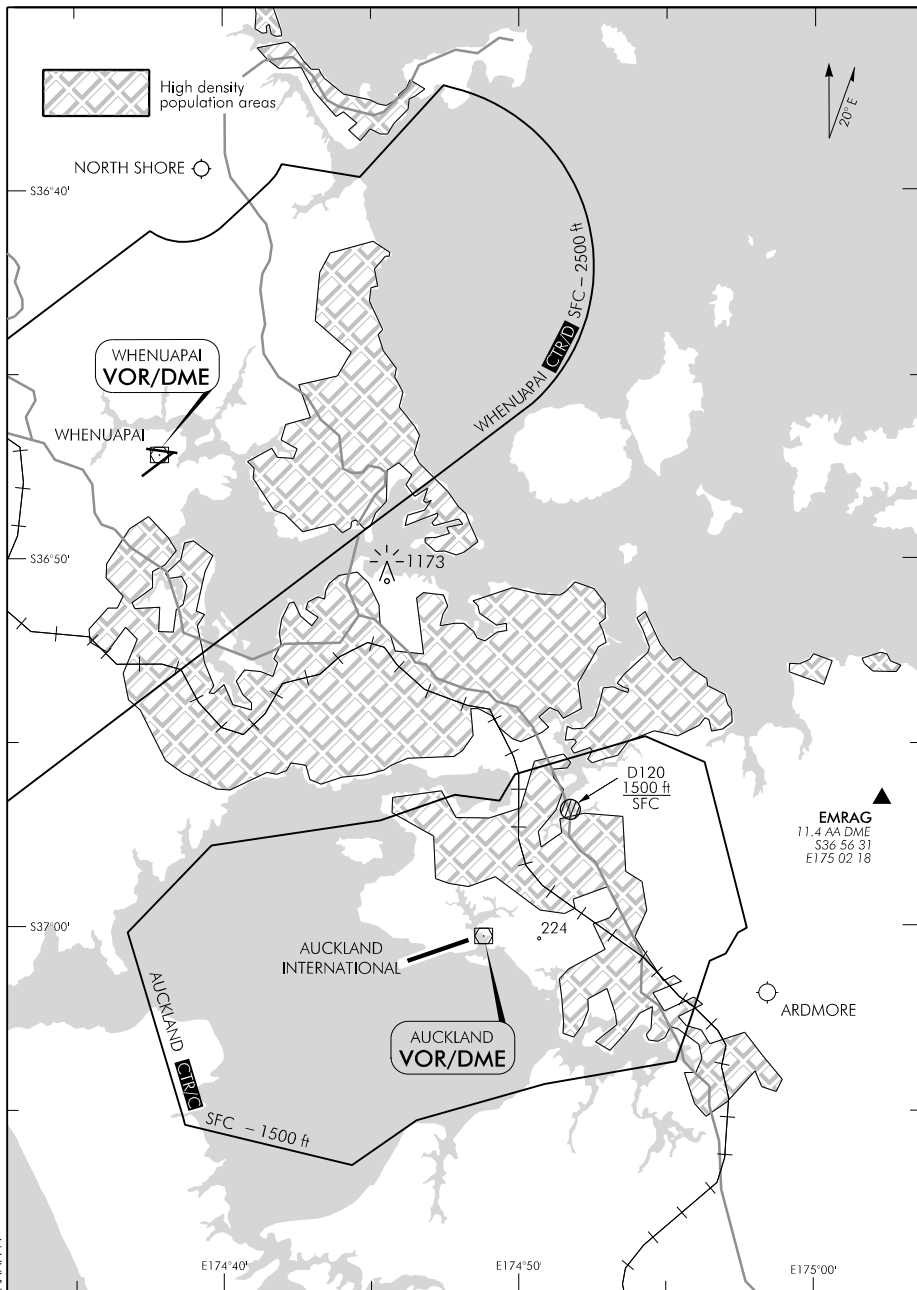 High density
population areas
20° E
NORTH SHORE
S36°40'
WHENUAPAI CTR/D SFC – 2500 ft
WHENUAPAI
VOR/DME
WHENUAPAI
S36°50'
1173
D120
1500 ft
SFC
EMRAG
11.4 AA DME
S36 56 31
E175 02 18
S37°00'
224
AUCKLAND
INTERNATIONAL
ARDMORE
AUCKLAND CTR/C SFC – 1500 ft
AUCKLAND
VOR/DME
E174°40'
E174°50'
E175°00'